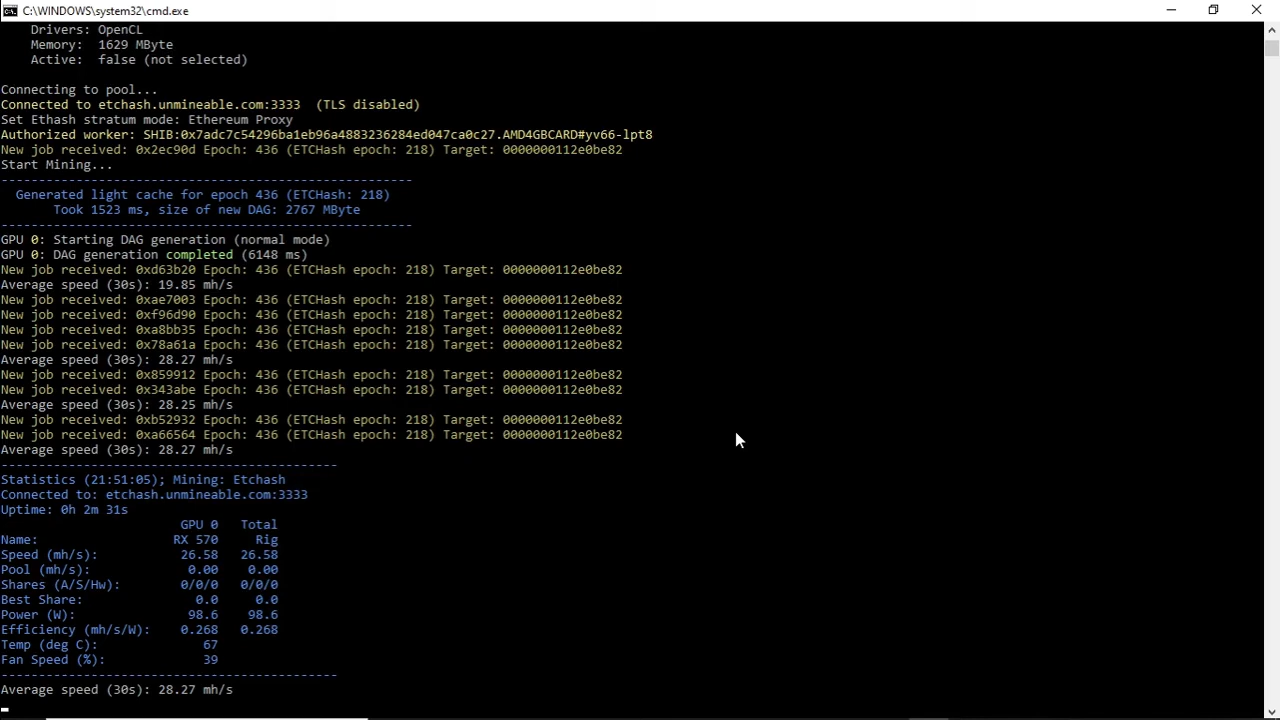 C:\WINDOWS\system32\cmd.exe
Drivers: OpenCL
Memory: 1629 MByte
Active: false (not selected)
Connecting to pool...
Connected to etchash.unmineable.com:3333 (TLS disabled)
Set Ethash stratum mode: Ethereum Proxy
Authorized worker: SHIB:0x7adc7c54296ba1eb96a4883236284ed047ca0c27.AMD4GBCARD#yv66-lpt8
New job received: 0x2ec90d Epoch: 436 (ETCHash epoch: 218) Target: 0000000112e0be82
Start Mining...
------------------------------------------------------
Generated light cache for epoch 436 (ETCHash: 218)
Took 1523 ms, size of new DAG: 2767 MByte
------------------------------------------------------
GPU 0: Starting DAG generation (normal mode)
GPU 0: DAG generation completed (6148 ms)
New job received: 0xd63b20 Epoch: 436 (ETCHash epoch: 218) Target: 0000000112e0be82
Average speed (30s): 19.85 mh/s
New job received: 0xae7003 Epoch: 436 (ETCHash epoch: 218) Target: 0000000112e0be82
New job received: 0xf96d90 Epoch: 436 (ETCHash epoch: 218) Target: 0000000112e0be82
New job received: 0xa8bb35 Epoch: 436 (ETCHash epoch: 218) Target: 0000000112e0be82
New job received: 0x78a61a Epoch: 436 (ETCHash epoch: 218) Target: 0000000112e0be82
Average speed (30s): 28.27 mh/s
New job received: 0x859912 Epoch: 436 (ETCHash epoch: 218) Target: 0000000112e0be82
New job received: 0x343abe Epoch: 436 (ETCHash epoch: 218) Target: 0000000112e0be82
Average speed (30s): 28.25 mh/s
New job received: 0xb52932 Epoch: 436 (ETCHash epoch: 218) Target: 0000000112e0be82
New job received: 0xa66564 Epoch: 436 (ETCHash epoch: 218) Target: 0000000112e0be82
Average speed (30s): 28.27 mh/s
---------------------------------------------
Statistics (21:51:05); Mining: Etchash
Connected to: etchash.unmineable.com:3333
Uptime: 0h 2m 31s
GPU 0 Total
Name: RX 570 Rig
Speed (mh/s): 26.58 26.58
Pool (mh/s): 0.00 0.00
Shares (A/S/Hw): 0/0/0 0/0/0
Best Share: 0.0 0.0
Power (W): 98.6 98.6
Efficiency (mh/s/W): 0.268 0.268
Temp (deg C): 67
Fan Speed (%): 39
---------------------------------------------
Average speed (30s): 28.27 mh/s